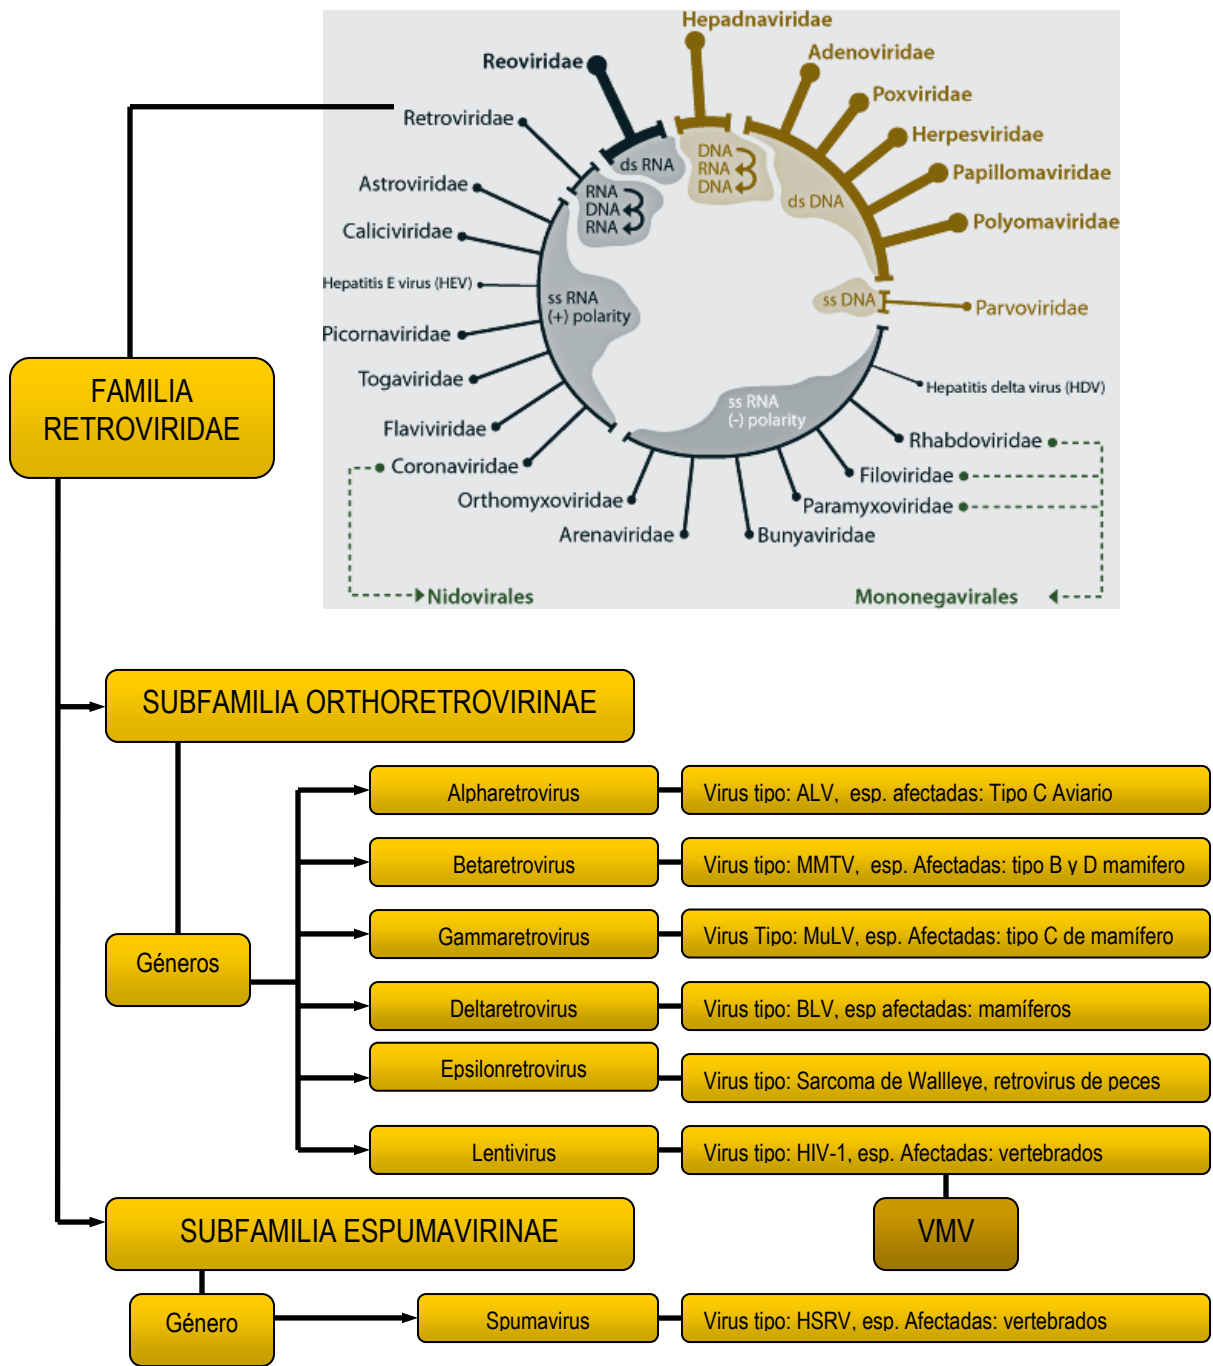 Hepadnaviridae
Adenoviridae
Reoviridae
Poxviridae
Retroviridae
Herpesviridae
DNA
RNA
DNA
ds RNA
Papillomaviridae
Astroviridae
RNA
DNA
RNA
ds DNA
Polyomaviridae
Caliciviridae
Hepatitis E virus (HEV)
ss RNA
(+) polarity
ss DNA
Parvoviridae
Picornaviridae
Togaviridae
Hepatitis delta virus (HDV)
ss RNA
(-) polarity
FAMILIA
RETROVIRIDAE
Flaviviridae
Rhabdoviridae
Coronaviridae
Filoviridae
Orthomyxoviridae
Paramyxoviridae
Arenaviridae
Bunyaviridae
Nidovirales
Mononegavirales
SUBFAMILIA ORTHORETROVIRINAE
Alpharetrovirus
Virus tipo: ALV, esp. afectadas: Tipo C Aviario
Betaretrovirus
Virus tipo: MMTV, esp. Afectadas: tipo B y D mamifero
Gammaretrovirus
Virus Tipo: MuLV, esp. Afectadas: tipo C de mamífero
Géneros
Deltaretrovirus
Virus tipo: BLV, esp afectadas: mamíferos
Epsilonretrovirus
Virus tipo: Sarcoma de Wallleye, retrovirus de peces
Lentivirus
Virus tipo: HIV-1, esp. Afectadas: vertebrados
SUBFAMILIA ESPUMAVIRINAE
VMV
Género
Spumavirus
Virus tipo: HSRV, esp. Afectadas: vertebrados